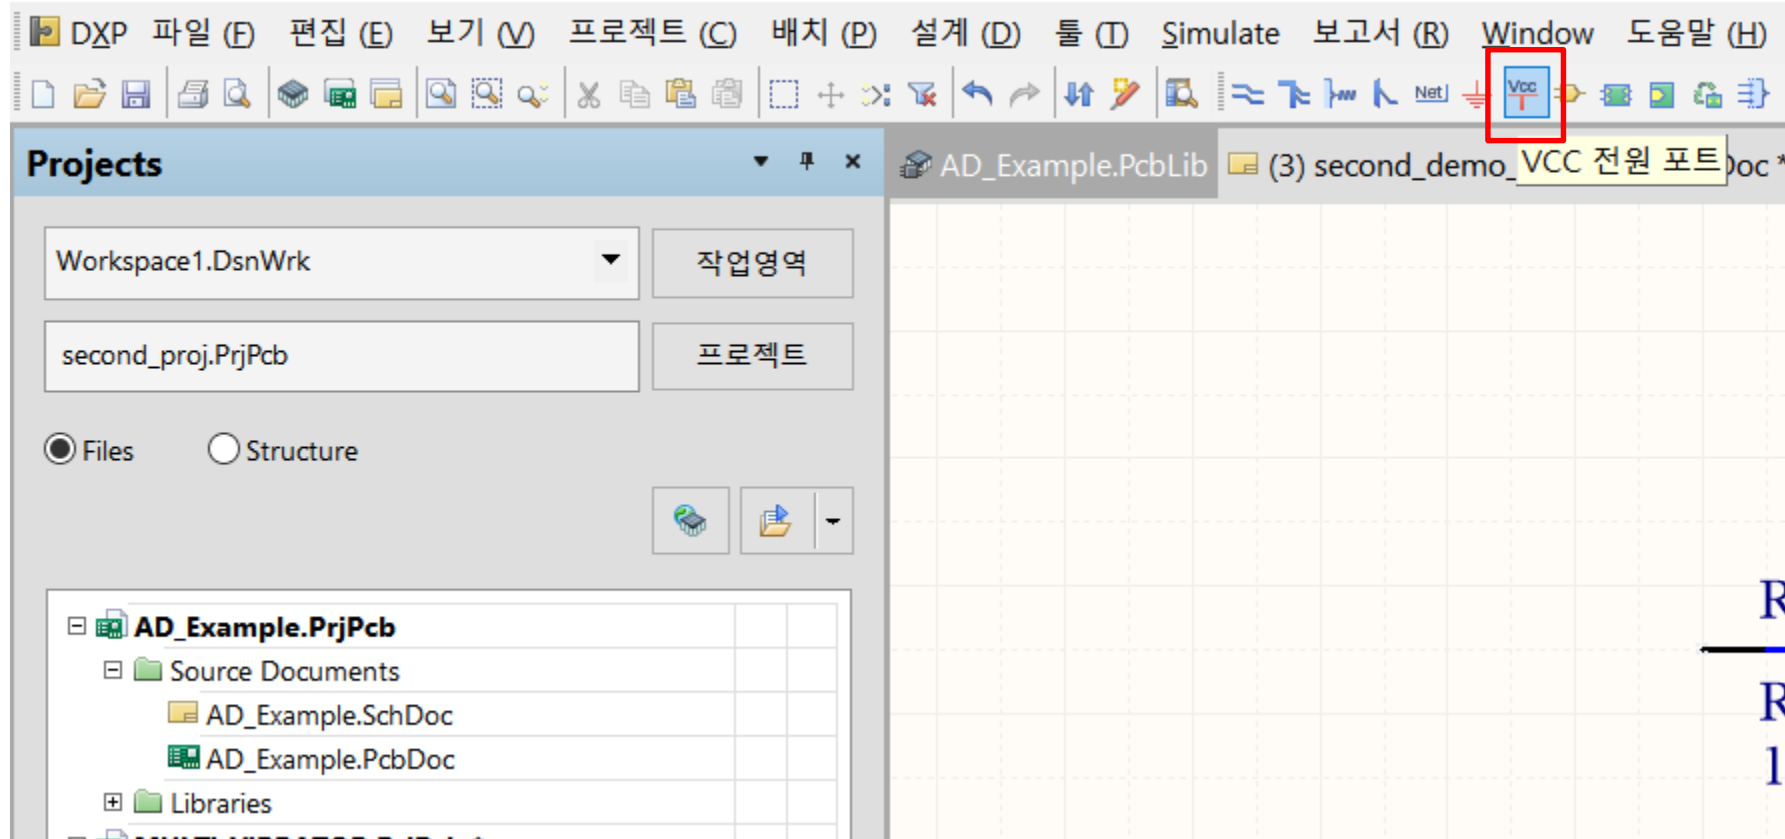 DXP 파일 (F) 편집 (E) 보기 (V) 프로젝트 (C) 배치 (P) 설계 (D) 툴 (T) Simulate 보고서 (R) Window 도움말 (H)
Net Vcc
Projects
AD_Example.PcbLib (3) second_demo_ VCC 전원 포트 Doc *
Workspace1.DsnWrk 작업영역
second_proj.PrjPcb 프로젝트
Files Structure
AD_Example.PrjPcb
Source Documents
AD_Example.SchDoc
AD_Example.PcbDoc
Libraries
R
R
1